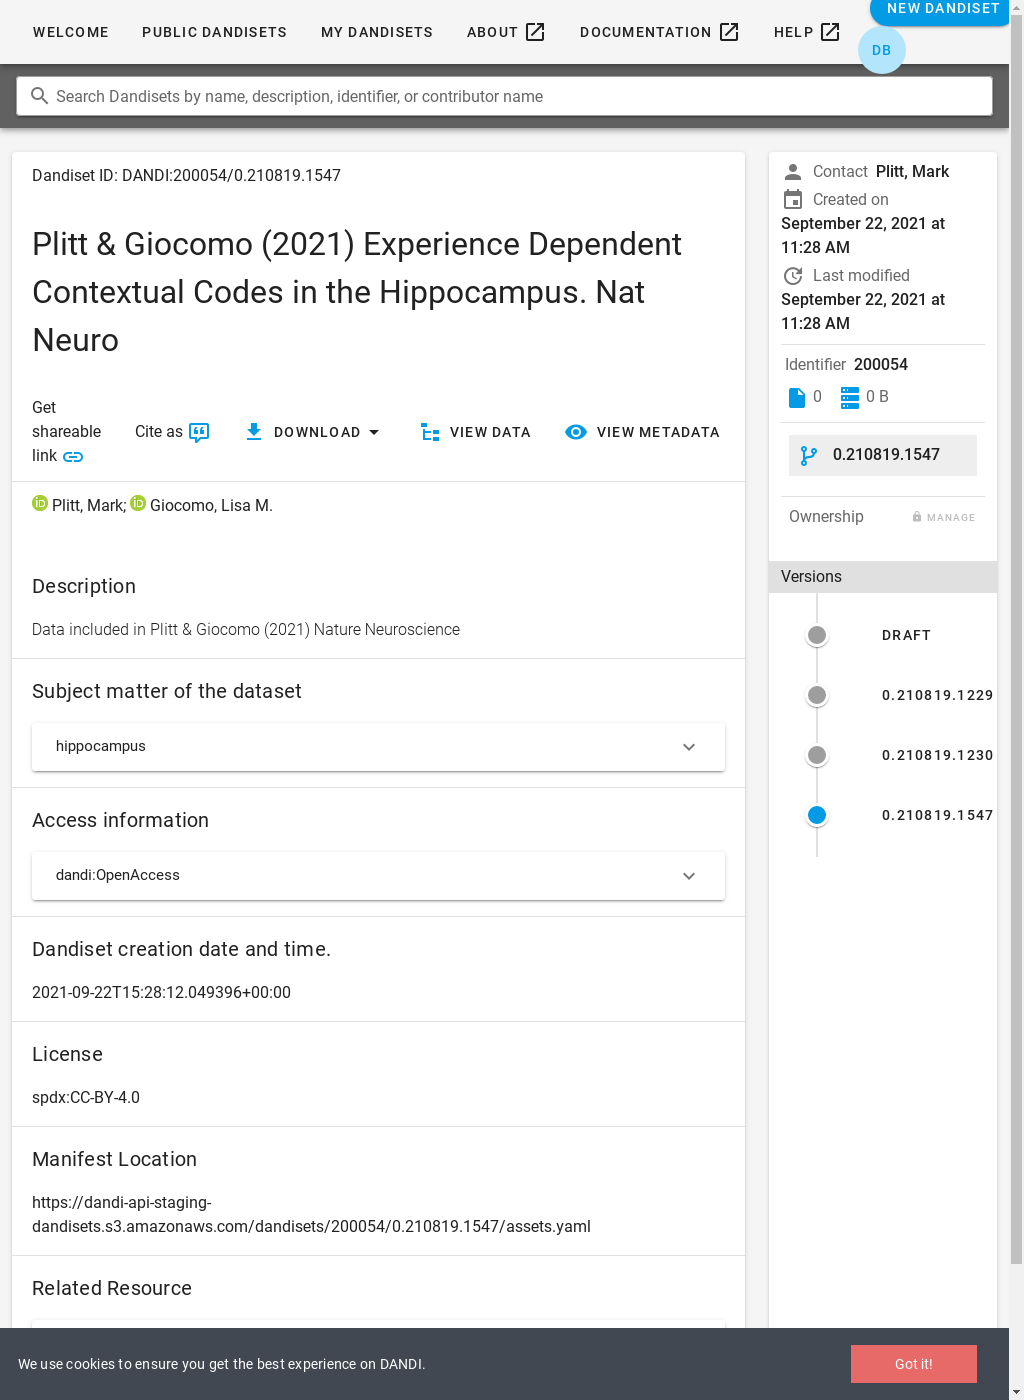 WELCOME PUBLIC DANDISETS MY DANDISETS ABOUT DOCUMENTATION HELP NEW DANDISET
DB
Search Dandisets by name, description, identifier, or contributor name
Dandiset ID: DANDI:200054/0.210819.1547
Plitt & Giocomo (2021) Experience Dependent
Contextual Codes in the Hippocampus. Nat
Neuro
Get
shareable
link
Cite as
DOWNLOAD
VIEW DATA
VIEW METADATA
Plitt, Mark; Giocomo, Lisa M.
Description
Data included in Plitt & Giocomo (2021) Nature Neuroscience
Subject matter of the dataset
hippocampus
Access information
dandi:OpenAccess
Dandiset creation date and time.
2021-09-22T15:28:12.049396+00:00
License
spdx:CC-BY-4.0
Manifest Location
https://dandi-api-staging-
dandisets.s3.amazonaws.com/dandisets/200054/0.210819.1547/assets.yaml
Related Resource
Contact Plitt, Mark
Created on
September 22, 2021 at
11:28 AM
Last modified
September 22, 2021 at
11:28 AM
Identifier 200054
0 0 B
0.210819.1547
Ownership MANAGE
Versions
DRAFT
0.210819.1229
0.210819.1230
0.210819.1547
We use cookies to ensure you get the best experience on DANDI.
Got it!